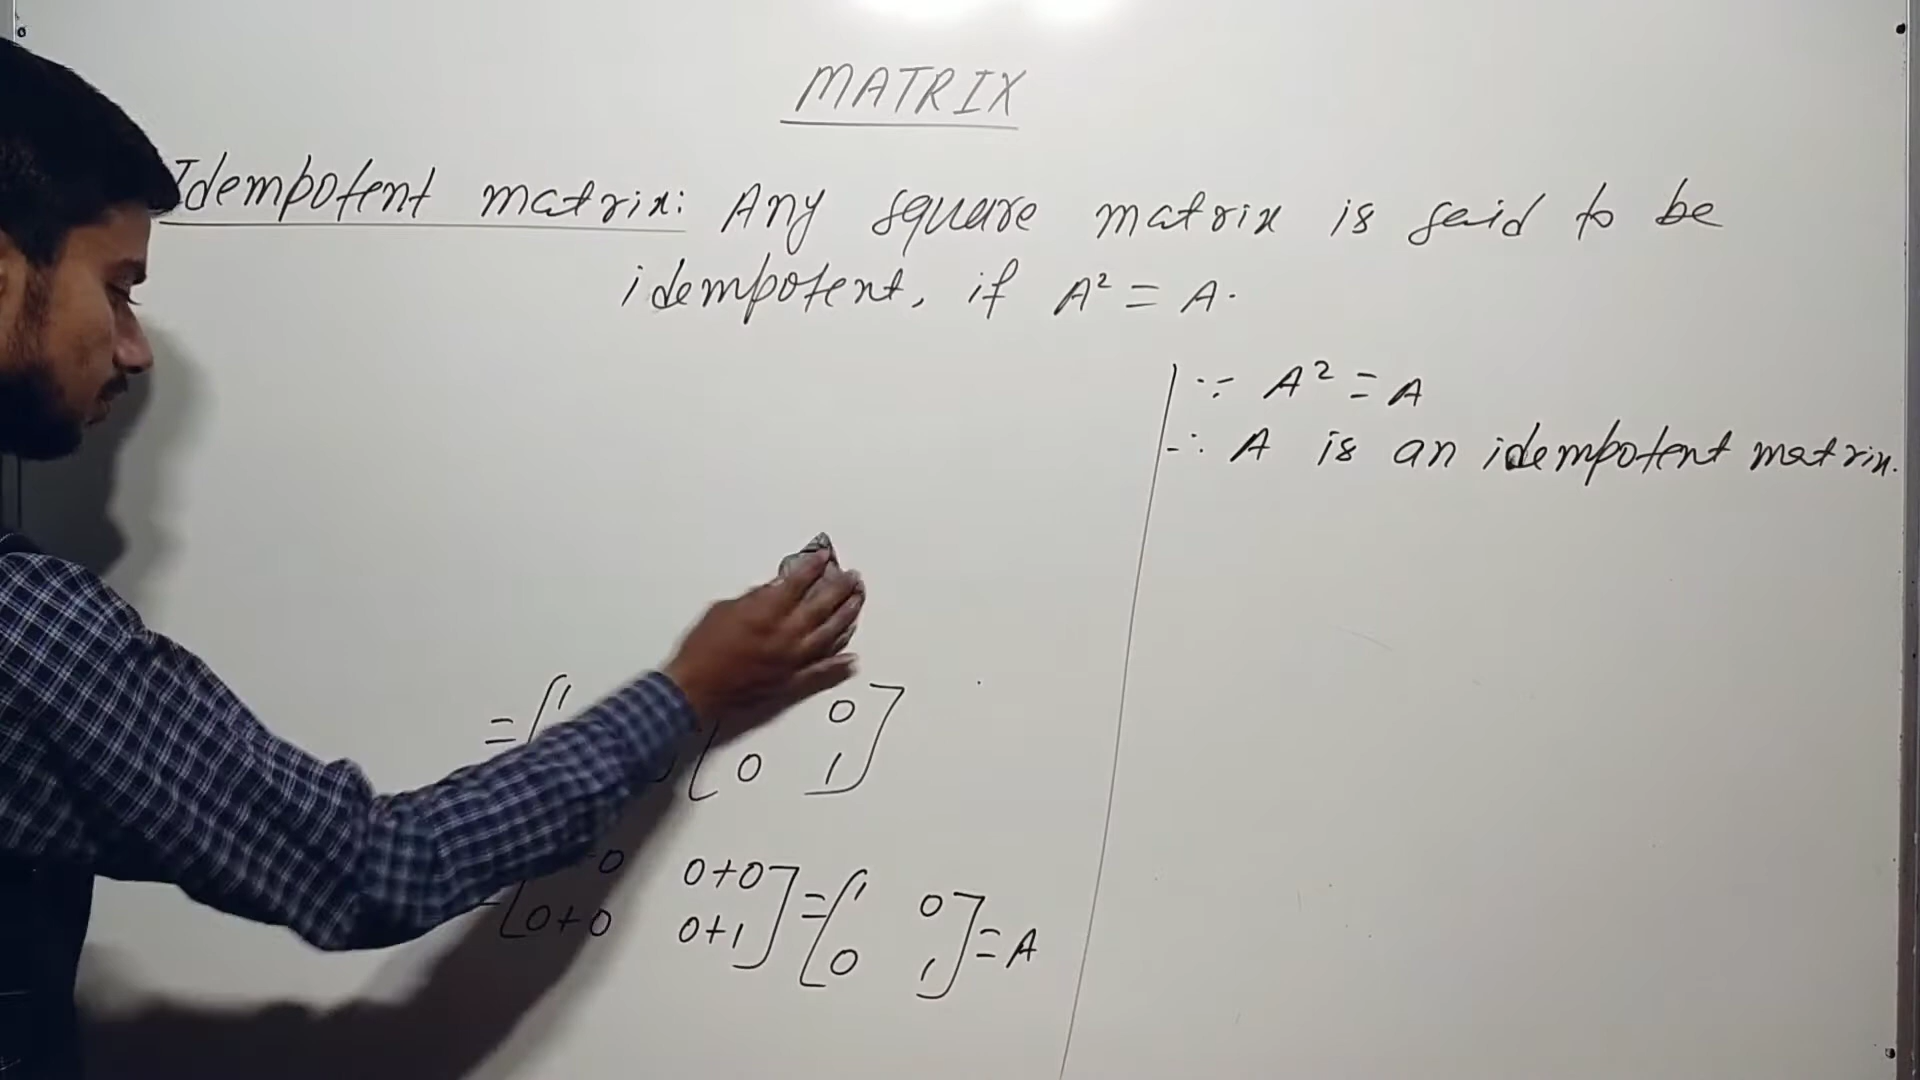 MATRIX
Idempotent matrix: Any square matrix is said to be
idempotent, if A² = A.
∵ A² = A
∴ A is an idempotent matrix.
= [1 0]
0 1]
0+0
0+0 0+1] = [1 0
0 1] = A